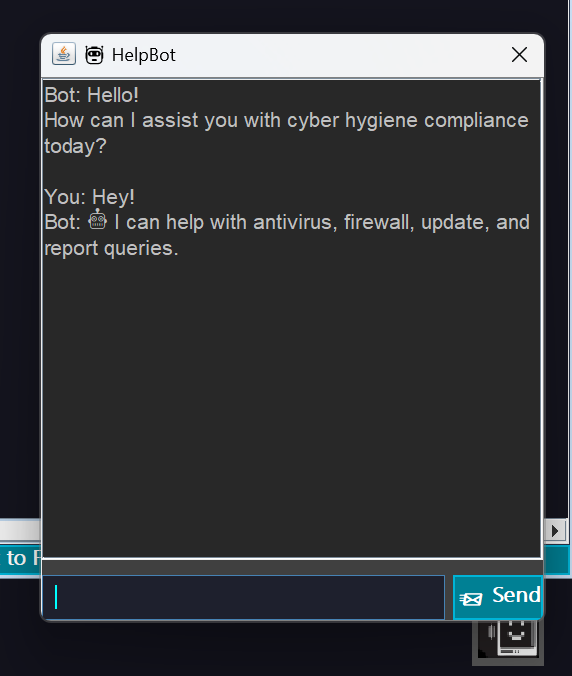 HelpBot
Bot: Hello!
How can I assist you with cyber hygiene compliance
today?
You: Hey!
Bot: 🤖 I can help with antivirus, firewall, update, and
report queries.
to
Send